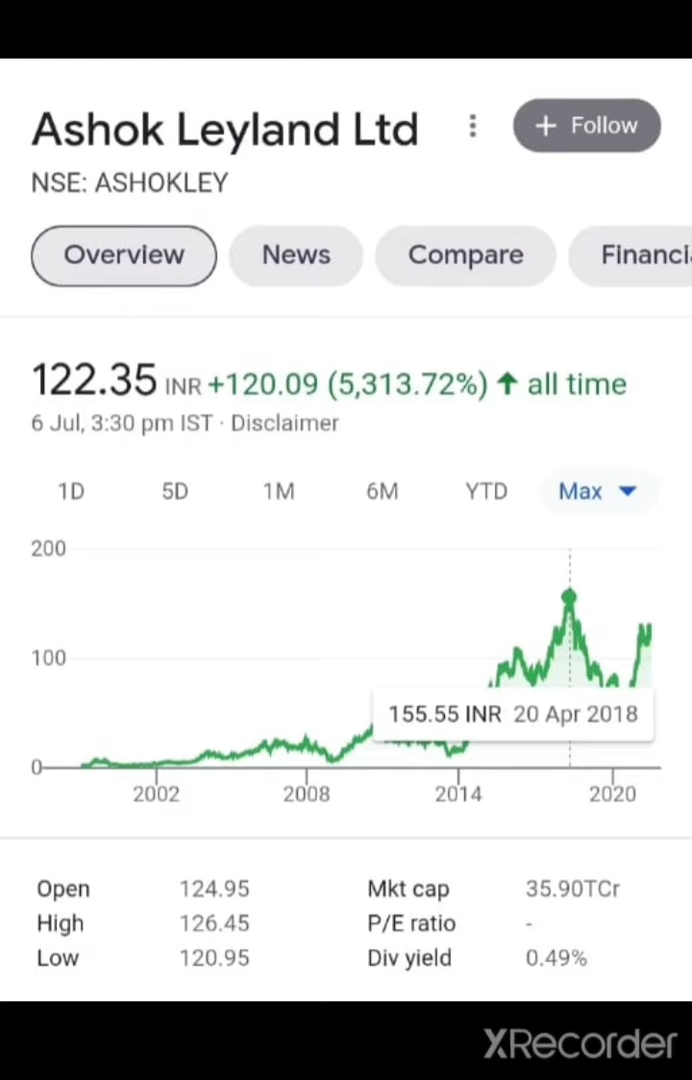 Ashok Leyland Ltd
+ Follow
NSE: ASHOKLEY
Overview News Compare Financi
122.35 INR +120.09 (5,313.72%) ↑ all time
6 Jul, 3:30 pm IST · Disclaimer
1D 5D 1M 6M YTD Max
200
100
155.55 INR 20 Apr 2018
0
2002 2008 2014 2020
Open 124.95 Mkt cap 35.90TCr
High 126.45 P/E ratio -
Low 120.95 Div yield 0.49%
XRecorder